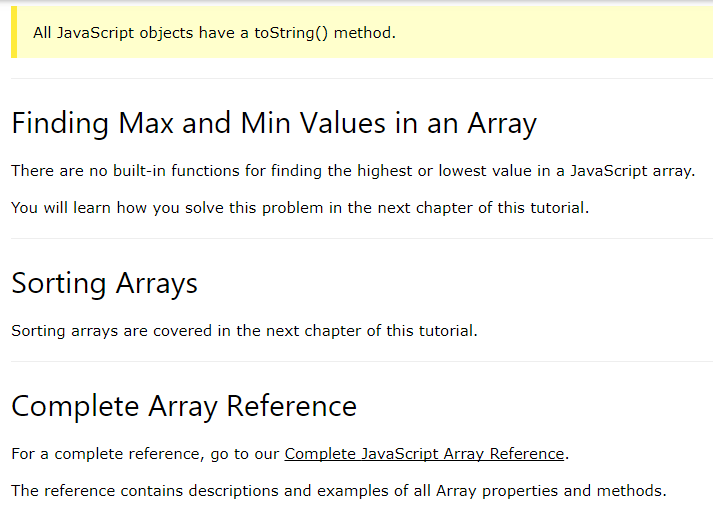 All JavaScript objects have a toString() method.
Finding Max and Min Values in an Array
There are no built-in functions for finding the highest or lowest value in a JavaScript array.
You will learn how you solve this problem in the next chapter of this tutorial.
Sorting Arrays
Sorting arrays are covered in the next chapter of this tutorial.
Complete Array Reference
For a complete reference, go to our Complete JavaScript Array Reference.
The reference contains descriptions and examples of all Array properties and methods.